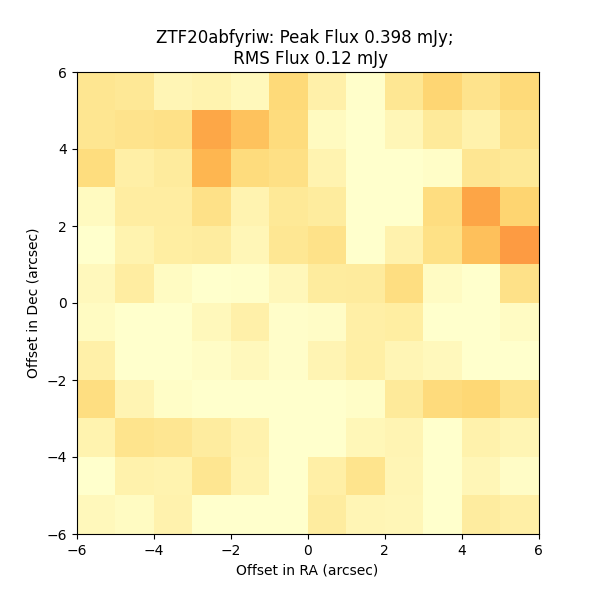 ZTF20abfyriw: Peak Flux 0.398 mJy;
RMS Flux 0.12 mJy
6
4
2
0
−2
−4
−6
Offset in Dec (arcsec)
−6 −4 −2 0 2 4 6
Offset in RA (arcsec)